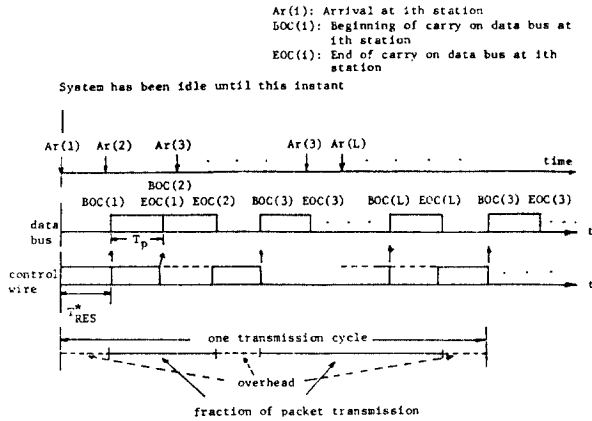 Ar(i): Arrival at ith station
BOC(i): Beginning of carry on data bus at
ith station
EOC(i): End of carry on data bus at ith
station
System has been idle until this instant
Ar(1) Ar(2) Ar(3) . . . Ar(3) Ar(L) . . . .
time
BOC(2)
BOC(1) EOC(1) EOC(2) BOC(3) EOC(3) BOC(L) EOC(L) BOC(3) EOC(3)
data
bus
. . . . . . . .
t
Tp
control
wire
. . . .
t
T*RES
one transmission cycle
overhead
fraction of packet transmission